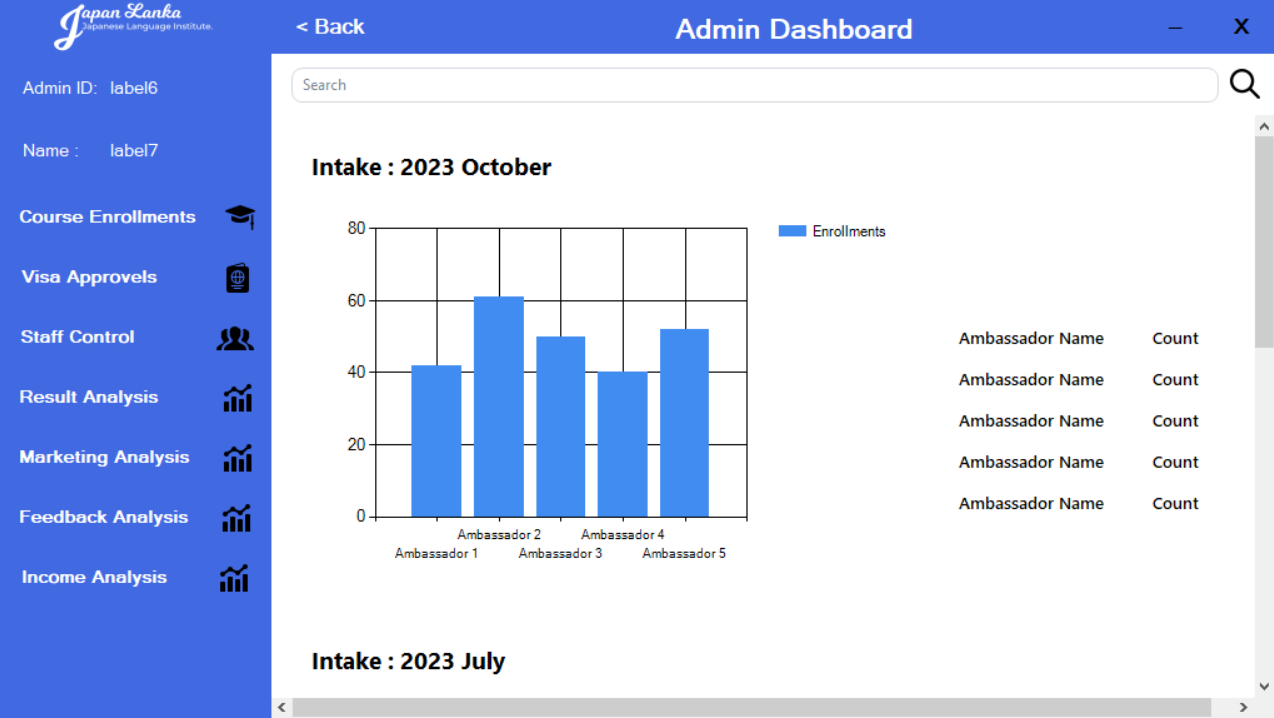 Japan Lanka
Japanese Language Institute.
< Back
Admin Dashboard
X
Admin ID: label6
Name : label7
Course Enrollments
Visa Approvels
Staff Control
Result Analysis
Marketing Analysis
Feedback Analysis
Income Analysis
Search
Intake : 2023 October
80
60
40
20
0
Ambassador 1
Ambassador 2
Ambassador 3
Ambassador 4
Ambassador 5
Enrollments
Ambassador Name Count
Ambassador Name Count
Ambassador Name Count
Ambassador Name Count
Ambassador Name Count
Intake : 2023 July